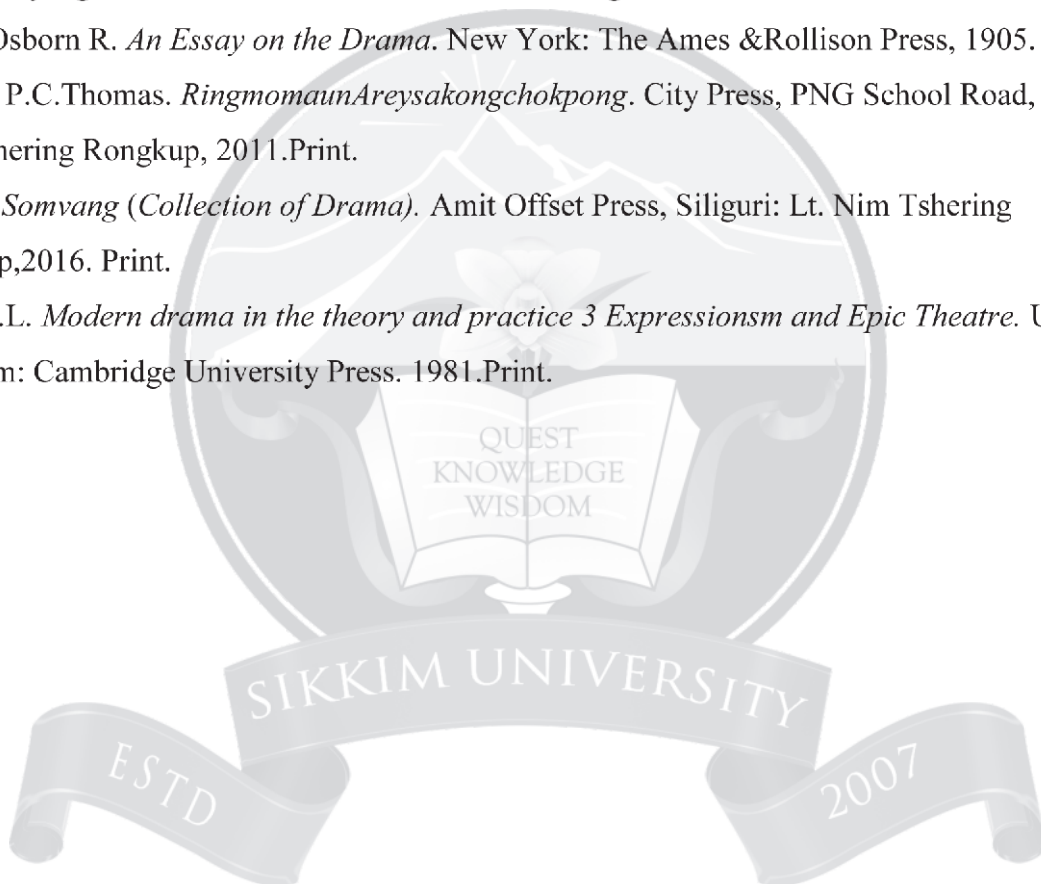 Osborn R. An Essay on the Drama. New York: The Ames &Rollison Press, 1905.
P.C.Thomas. RingmomaunAreysakongchokpong. City Press, PNG School Road,
hering Rongkup, 2011.Print.
Somvang (Collection of Drama). Amit Offset Press, Siliguri: Lt. Nim Tshering
p,2016. Print.
.L. Modern drama in the theory and practice 3 Expressionsm and Epic Theatre. U
m: Cambridge University Press. 1981.Print.
QUEST
KNOWLEDGE
WISDOM
SIKKIM UNIVERSITY
ESTD
2007